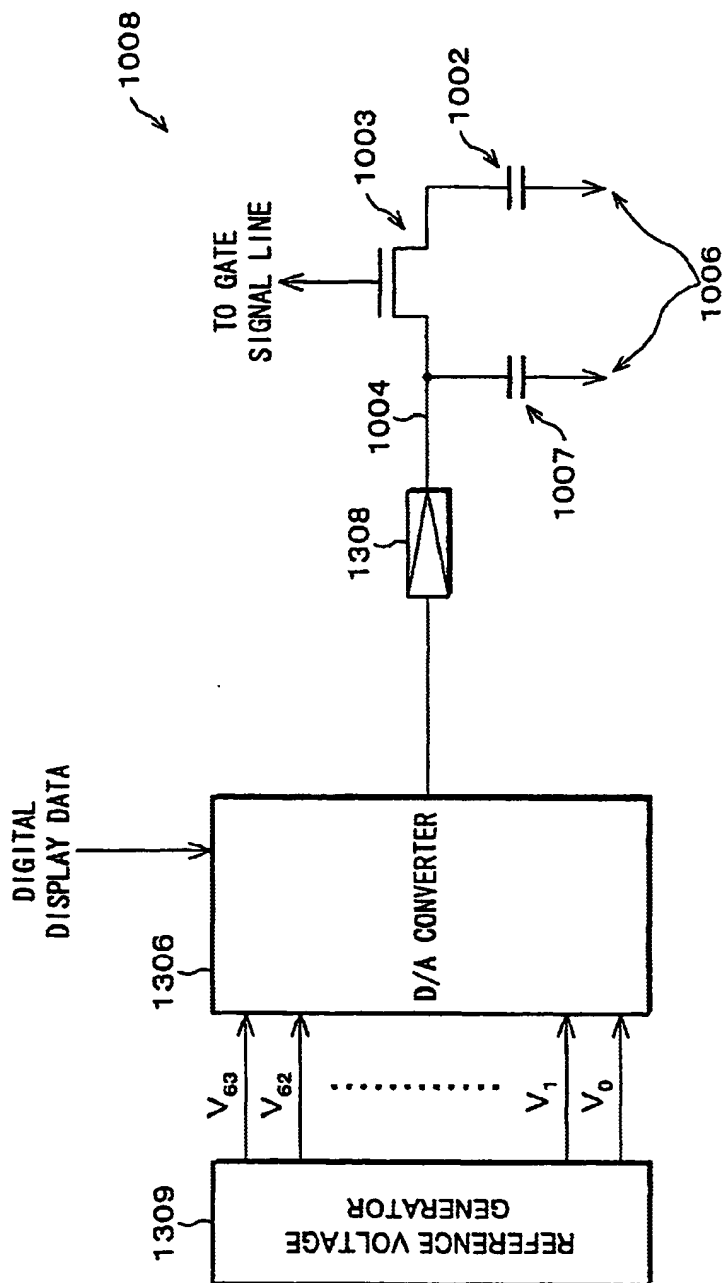 1008
TO GATE
SIGNAL LINE
1003
1002
1004
1308
1007
1006
DIGITAL
DISPLAY DATA
1306
D/A CONVERTER
V63
V62
V1
V0
1309
REFERENCE VOLTAGE
GENERATOR